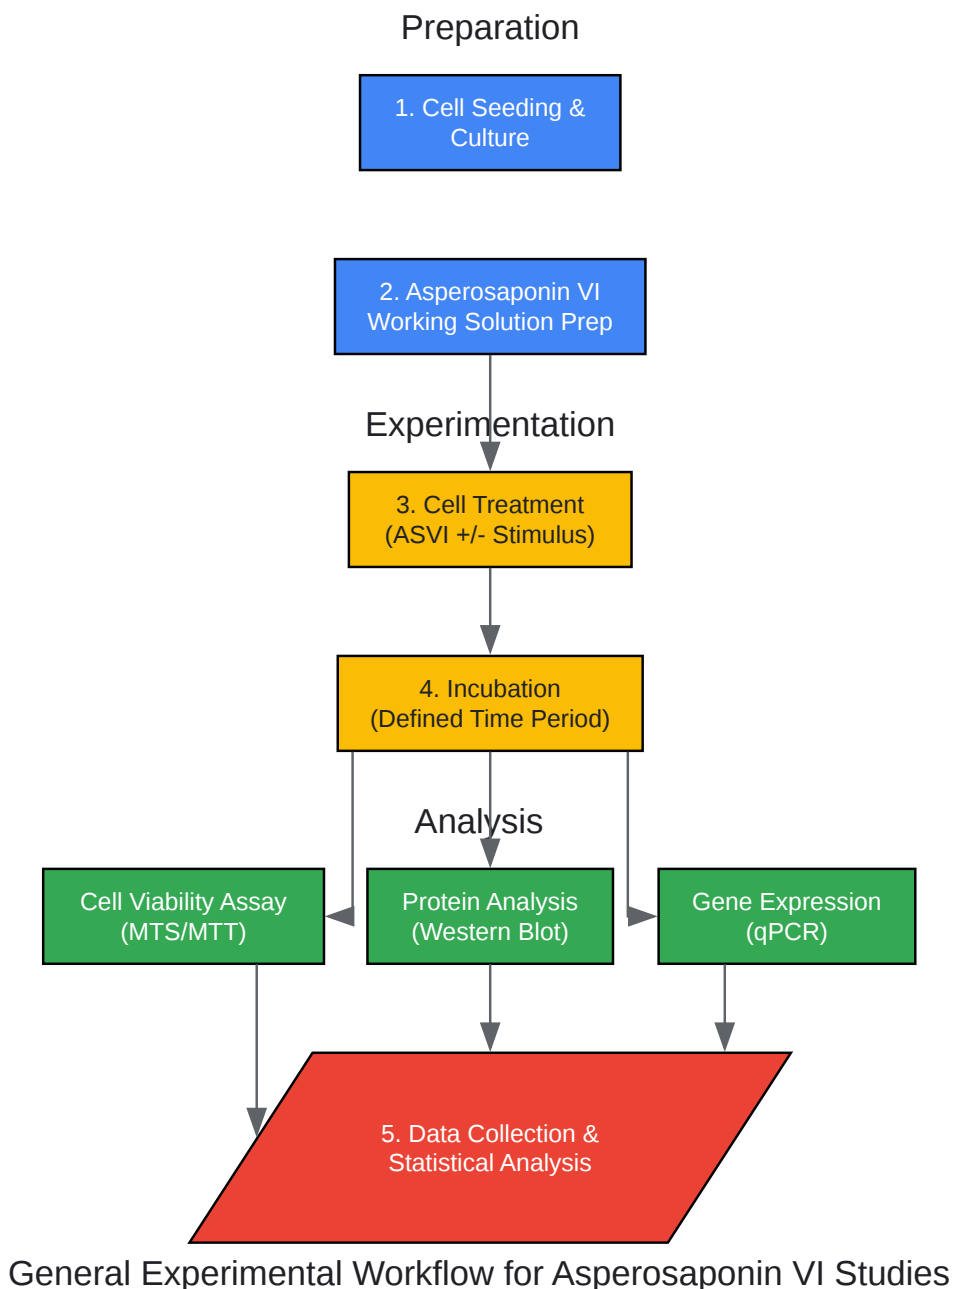 Preparation
1. Cell Seeding &
Culture
2. Asperosaponin VI
Working Solution Prep
Experimentation
3. Cell Treatment
(ASVI +/- Stimulus)
4. Incubation
(Defined Time Period)
Analysis
Cell Viability Assay
(MTS/MTT)
Protein Analysis
(Western Blot)
Gene Expression
(qPCR)
5. Data Collection &
Statistical Analysis
General Experimental Workflow for Asperosaponin VI Studies